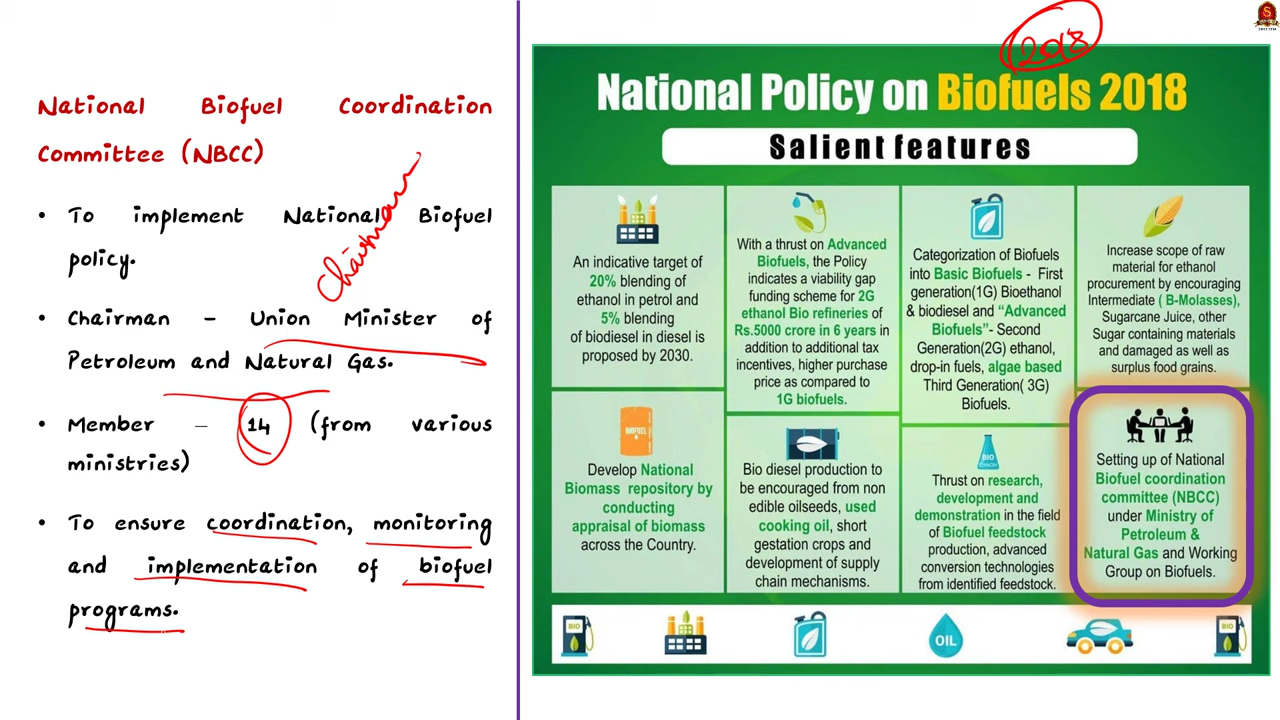 National Biofuel Coordination
Committee (NBCC)
• To implement National Biofuel
policy.
Chairman
• Chairman - Union Minister of
Petroleum and Natural Gas.
• Member - 14 (from various
ministries)
• To ensure coordination, monitoring
and implementation of biofuel
programs.
2018
National Policy on Biofuels 2018
Salient features
An indicative target of
20% blending of
ethanol in petrol and
5% blending
of biodiesel in diesel is
proposed by 2030.
With a thrust on Advanced
Biofuels, the Policy
indicates a viability gap
funding scheme for 2G
ethanol Bio refineries of
Rs.5000 crore in 6 years in
addition to additional tax
incentives, higher purchase
price as compared to
1G biofuels.
Categorization of Biofuels
into Basic Biofuels - First
generation(1G) Bioethanol
& biodiesel and “Advanced
Biofuels”- Second
Generation(2G) ethanol,
drop-in fuels, algae based
Third Generation( 3G)
Biofuels.
Increase scope of raw
material for ethanol
procurement by encouraging
Intermediate ( B-Molasses),
Sugarcane Juice, other
Sugar containing materials
and damaged as well as
surplus food grains.
BIOFUEL
Develop National
Biomass repository by
conducting
appraisal of biomass
across the Country.
Bio diesel production to
be encouraged from non
edible oilseeds, used
cooking oil, short
gestation crops and
development of supply
chain mechanisms.
BIO
Thrust on research,
development and
demonstration in the field
of Biofuel feedstock
production, advanced
conversion technologies
from identified feedstock.
Setting up of National
Biofuel coordination
committee (NBCC)
under Ministry of
Petroleum &
Natural Gas and Working
Group on Biofuels.
BIO
OIL
BIO